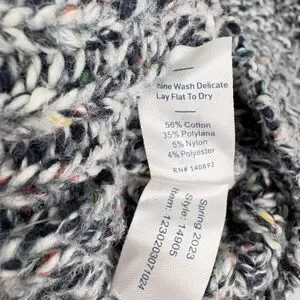 hine Wash Delicate
Lay Flat To Dry
56% Cotton
35% Polylana
5% Nylon
4% Polyester
RN# 140892
Spring 2023
Style: 14905
Item: 1230203071024